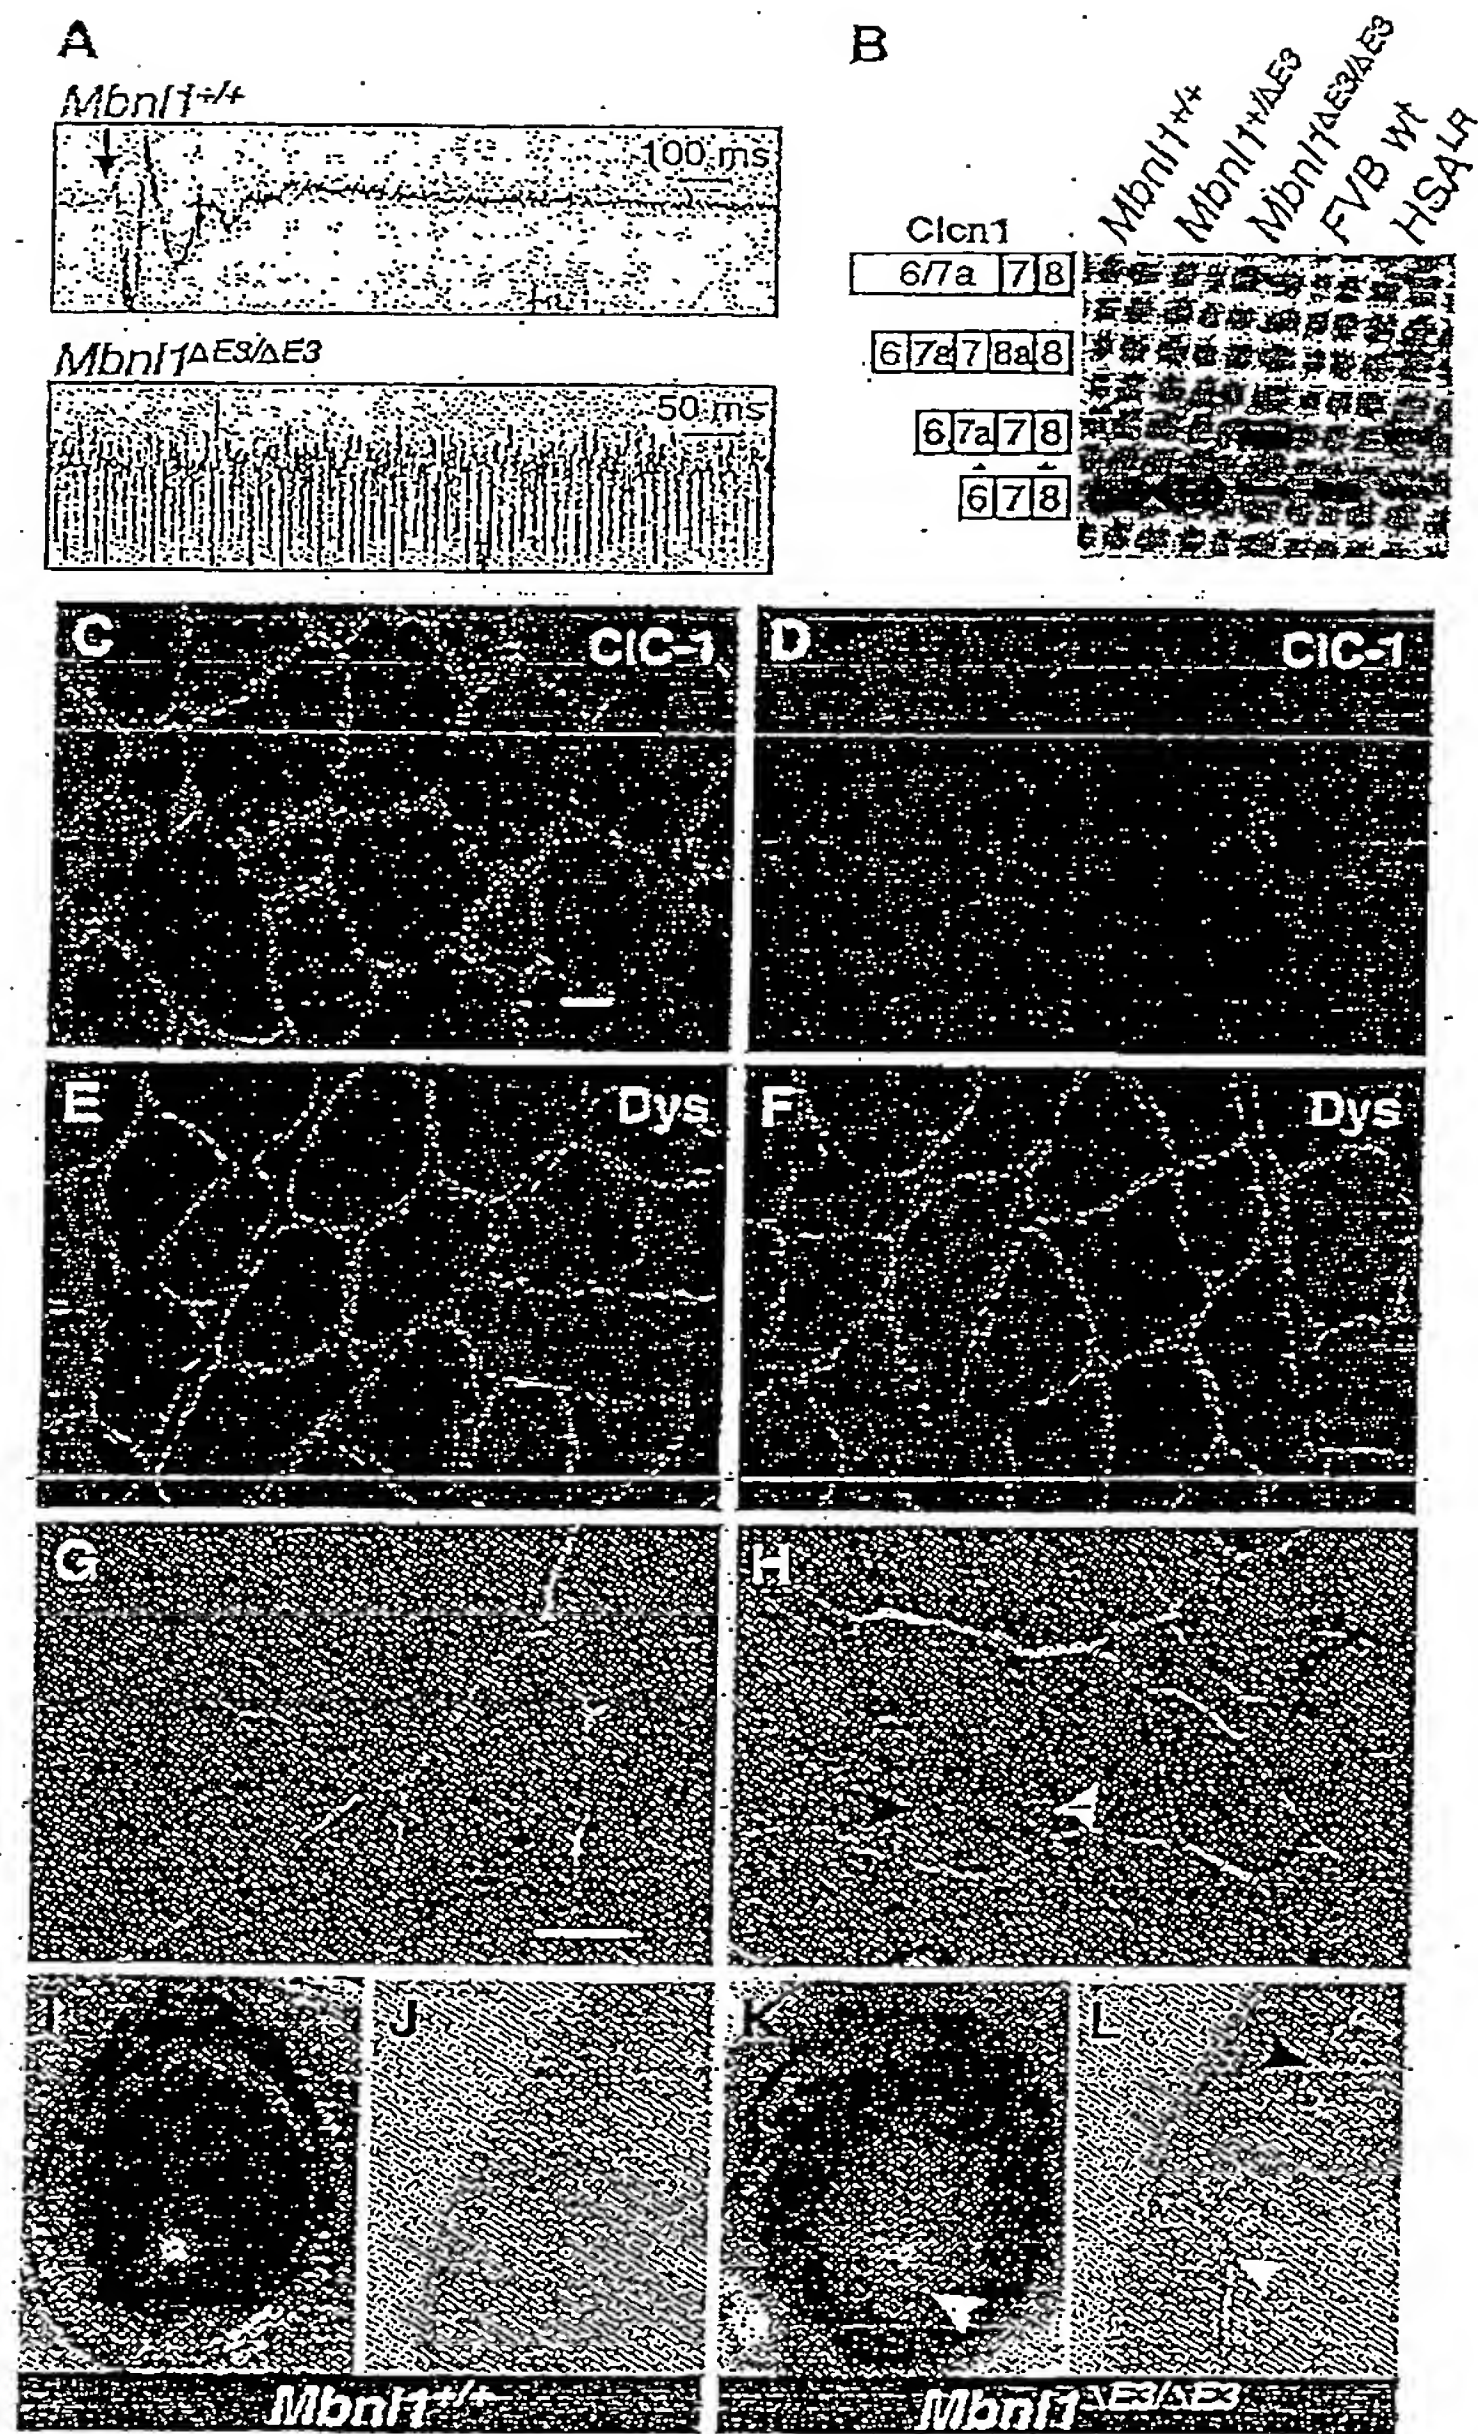 A
Mbnl1+/+
100 ms
Mbnl1ΔE3/ΔE3
50 ms
B
Mbnl1+/+
Mbnl1+/ΔE3
Mbnl1ΔE3/ΔE3
FVB wt
HSALR
Clcn1
6/7a 7 8
6 7a 7 8a 8
6 7a 7 8
6 7 8
C ClC-1
D ClC-1
E Dys
F Dys
G
H
I
J
K
L
Mbnl1+/+
Mbnl1ΔE3/ΔE3